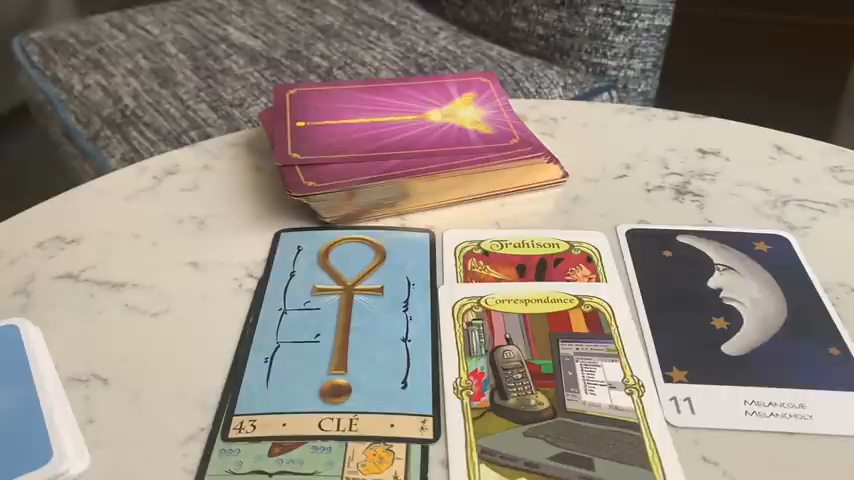 Trahison
Correspondance
43 • CLÉ •
11
MELANCOLIE
MELANCHOLY